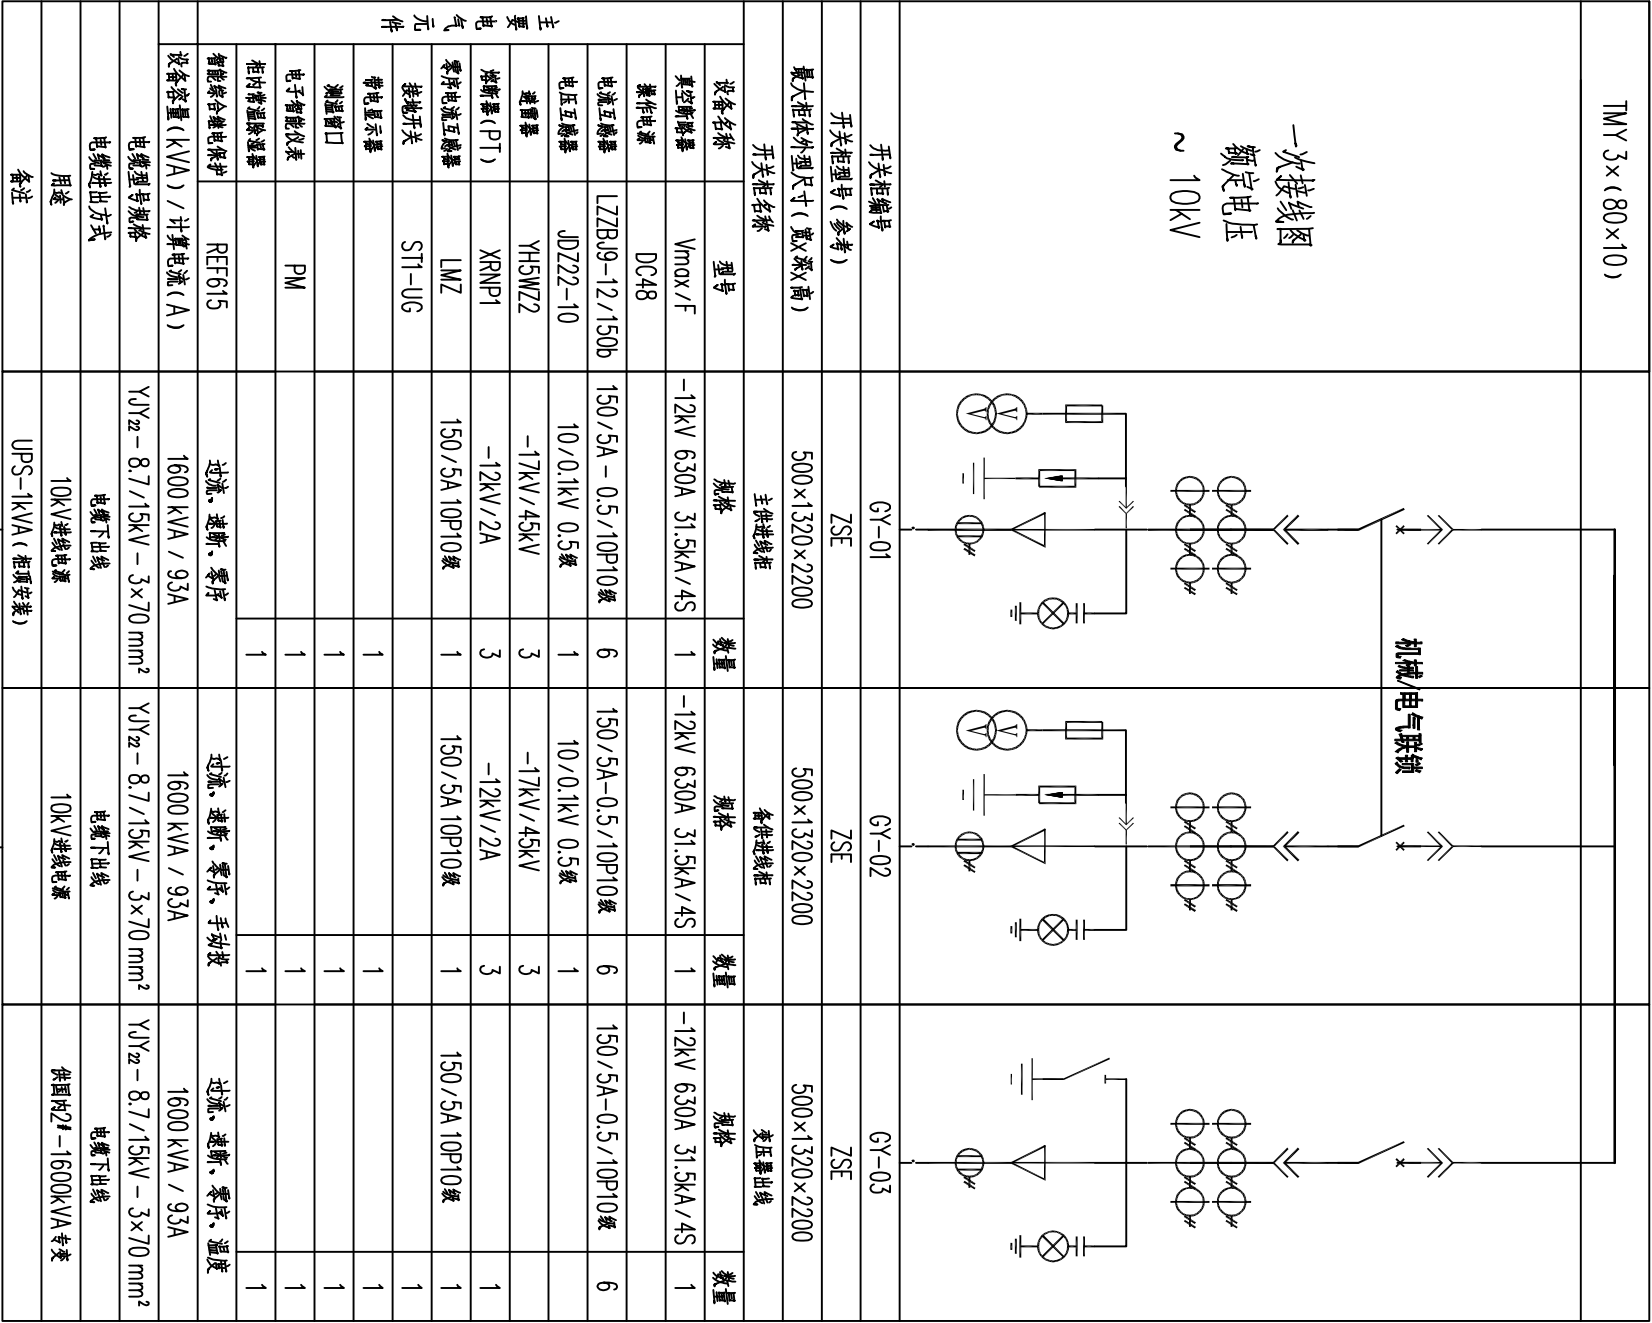 TMY 3×(80×10)
一次接线图
额定电压
~ 10kV
机械/电气联锁
开关柜编号 GY-01 GY-02 GY-03
开关柜型号(参考) ZSE ZSE ZSE
最大柜体外型尺寸(宽X深X高) 500×1320×2200 500×1320×2200 500×1320×2200
开关柜名称 主供进线柜 备供进线柜 变压器出线
主要电气元件
设备名称 型号 规格 数量 规格 数量 规格 数量
真空断路器 Vmax/F -12kV 630A 31.5kA/4S 1 -12kV 630A 31.5kA/4S 1 -12kV 630A 31.5kA/4S 1
操作电源 DC48
电流互感器 LZZBJ9-12/150b 150/5A-0.5/10P10级 6 150/5A-0.5/10P10级 6 150/5A-0.5/10P10级 6
电压互感器 JDZ22-10 10/0.1kV 0.5级 1 10/0.1kV 0.5级 1
避雷器 YH5WZ2 -17kV/45kV 3 -17kV/45kV 3
熔断器(PT) XRNP1 -12kV/2A 3 -12kV/2A 3 1
零序电流互感器 LMZ 150/5A 10P10级 1 150/5A 10P10级 1 150/5A 10P10级 1
接地开关 ST1-UG 1
带电显示器 1 1 1
测温窗口 1 1 1
电子智能仪表 PM 1 1 1
柜内常温除湿器 1 1 1
智能综合继电保护 REF615 过流、速断、零序 过流、速断、零序、手动投 过流、速断、零序、温度
设备容量(kVA)/计算电流(A) 1600 kVA / 93A 1600 kVA / 93A 1600 kVA / 93A
电缆型号规格 YJY₂₂-8.7/15kV-3×70 mm² YJY₂₂-8.7/15kV-3×70 mm² YJY₂₂-8.7/15kV-3×70 mm²
电缆进出方式 电缆下出线 电缆下出线 电缆下出线
用途 10kV进线电源 10kV进线电源 供国内2#-1600kVA专变
备注 UPS-1kVA(柜顶安装)
V V
V V